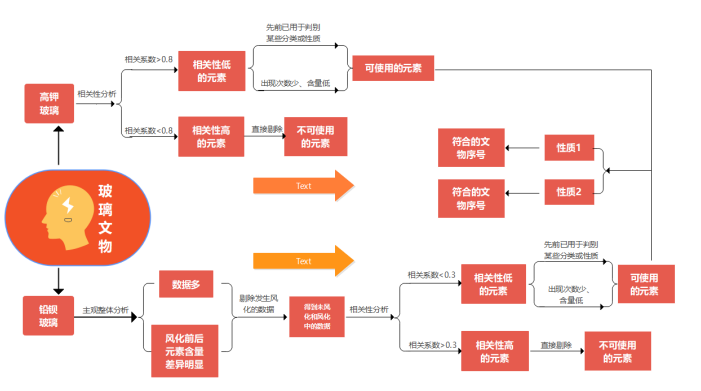 先前已用于判别
某些分类或性质
相关系数>0.8
相关性低
的元素
可使用的元素
出现次数少、含量低
高钾
玻璃
相关性分析
相关系数<0.8
相关性高
的元素
直接剔除
不可使用
的元素
符合的文
物序号
性质1
符合的文
物序号
性质2
Text
玻
璃
文
物
Text
先前已用于判别
某些分类或性质
相关系数<0.3
相关性低
的元素
可使用
的元素
出现次数少、
含量低
数据多
铅钡
玻璃
主观整体分析
剔除发生风
化的数据
得到未风
化和风化
中的数据
相关性分析
风化前后
元素含量
差异明显
相关系数>0.3
相关性高
的元素
直接剔除
不可使用
的元素